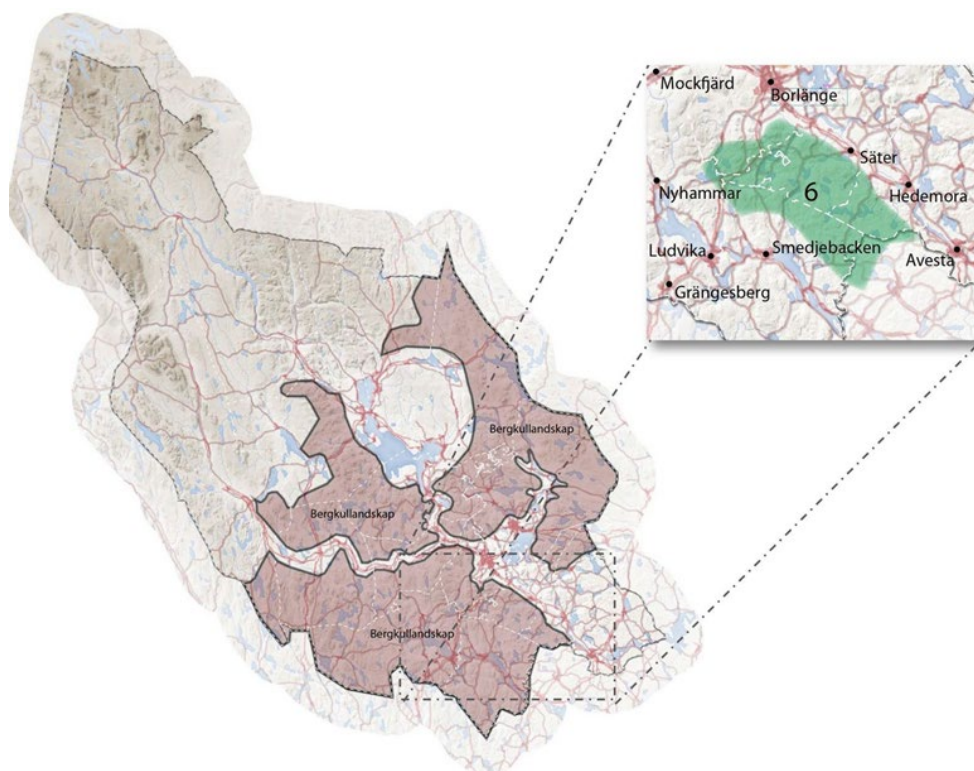 Mockfjärd
Borlänge
Säter
6
Nyhammar
Hedemora
Ludvika
Smedjebacken
Avesta
Grängesberg
Bergkullandskap
Bergkullandskap
Bergkullandskap